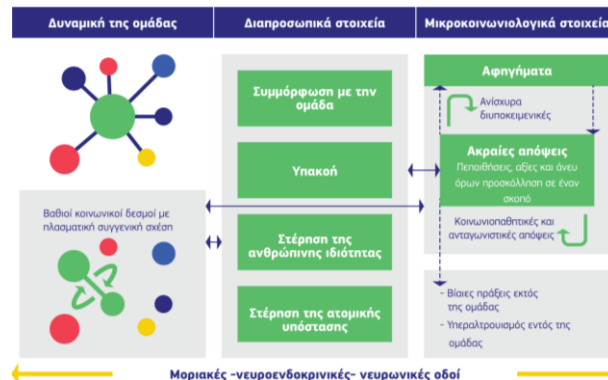 Δυναμική της ομάδας
Διαπροσωπικά στοιχεία
Μικροκοινωνιολογικά στοιχεία
Βαθιοί κοινωνικοί δεσμοί με
πλασματική συγγενική σχέση
Συμμόρφωση με την
ομάδα
Υπακοή
Στέρηση της
ανθρώπινης ιδιότητας
Στέρηση της ατομικής
υπόστασης
Αφηγήματα
Ανίσχυρα
διυποκειμενικές
Ακραίες απόψεις
Πεποιθήσεις, αξίες και άνευ
όρων προσκόλληση σε έναν
σκοπό
Κοινωνιοπαθητικές και
ανταγωνιστικές απόψεις
- Βίαιες πράξεις εκτός
της ομάδας
- Υπεραλτρουισμός εντός της
ομάδας
Μοριακές -νευροενδοκρινικές- νευρωνικές οδοί